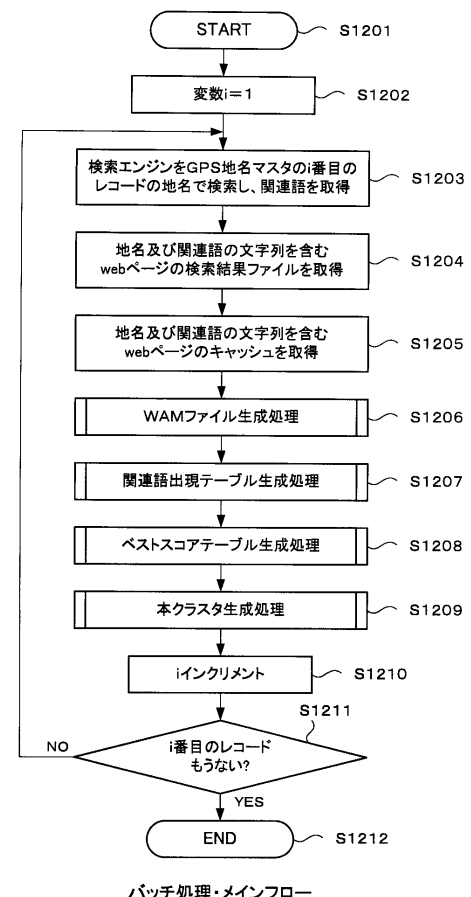 START
S1201
変数i=1
S1202
検索エンジンをGPS地名マスタのi番目の
レコードの地名で検索し、関連語を取得
S1203
地名及び関連語の文字列を含む
webページの検索結果ファイルを取得
S1204
地名及び関連語の文字列を含む
webページのキャッシュを取得
S1205
WAMファイル生成処理
S1206
関連語出現テーブル生成処理
S1207
ベストスコアテーブル生成処理
S1208
本クラスタ生成処理
S1209
iインクリメント
S1210
S1211
i番目のレコード
もうない?
NO
YES
END
S1212
バッチ処理・メインフロー